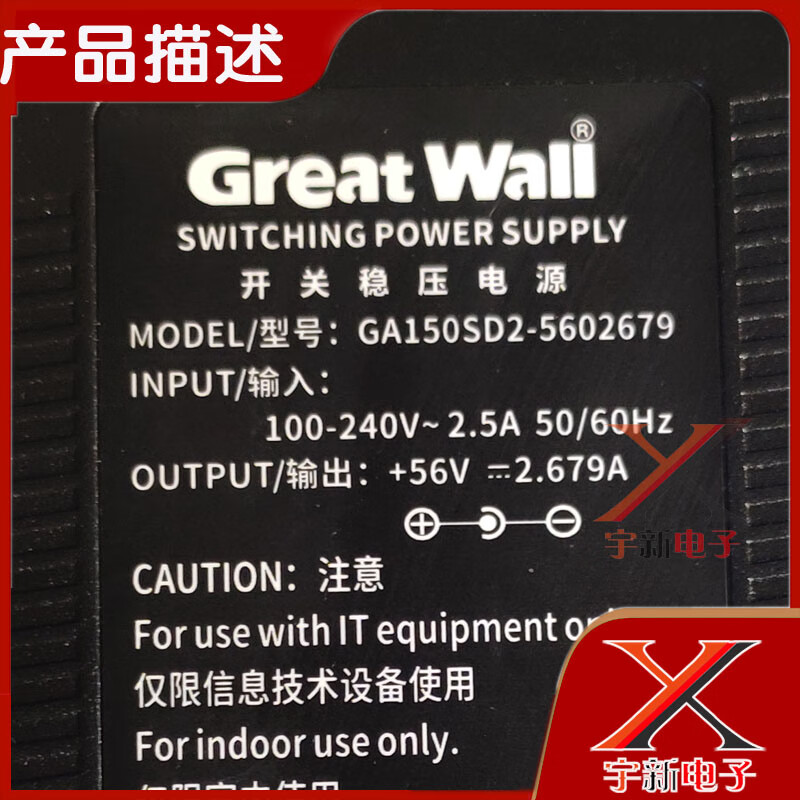 产品描述
Great Wall®
SWITCHING POWER SUPPLY
开关稳压电源
MODEL/型号：GA150SD2-5602679
INPUT/输入：
100-240V~ 2.5A 50/60Hz
OUTPUT/输出：+56V ⎓2.679A
宇新电子
CAUTION：注意
For use with IT equipment
仅限信息技术设备使用
For indoor use only.
宇新电子